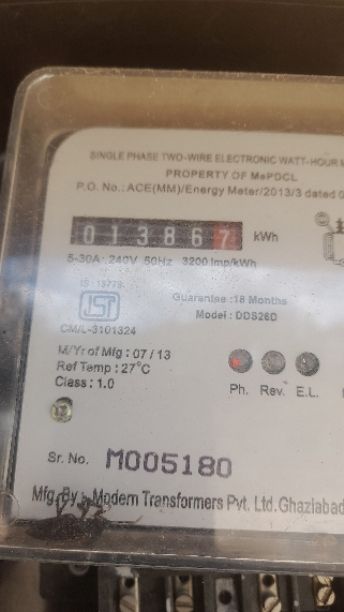 SINGLE PHASE TWO-WIRE ELECTRONIC WATT-HOUR
PROPERTY OF MePDCL
P.O. No.: ACE(MM)/Energy Meter/2013/3 dated
013867 kWh
5-30A 240V 50Hz 3200 Imp/kWh
IS 13779
Guarantee :18 Months
Model : DDS26D
CM/L-3101324
M/Yr of Mfg : 07 / 13
Ref Temp : 27°C
Class : 1.0
Ph. Rev. E.L.
Sr. No. M005180
Mfg. By : Modern Transformers Pvt. Ltd. Ghaziabad